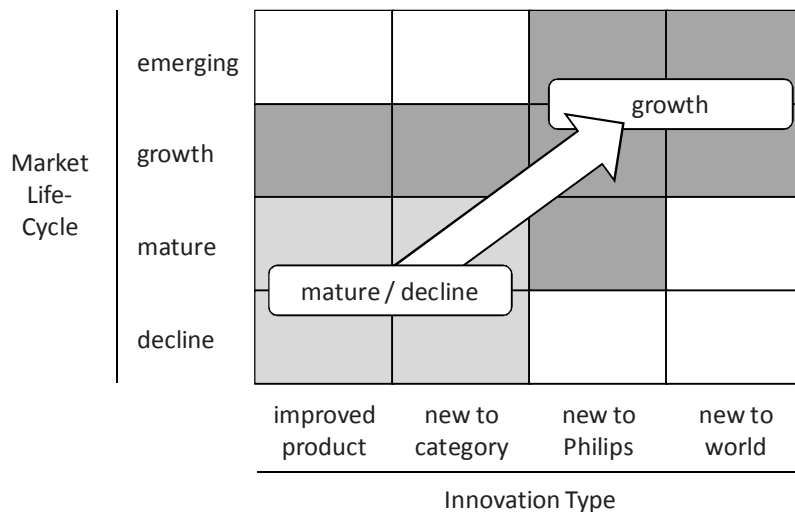 emerging
growth
growth
Market
Life-
Cycle
mature
mature / decline
decline
improved
product
new to
category
new to
Philips
new to
world
Innovation Type